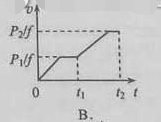 v
P₂/f
P₁/f
0 t₁ t₂ t
B.